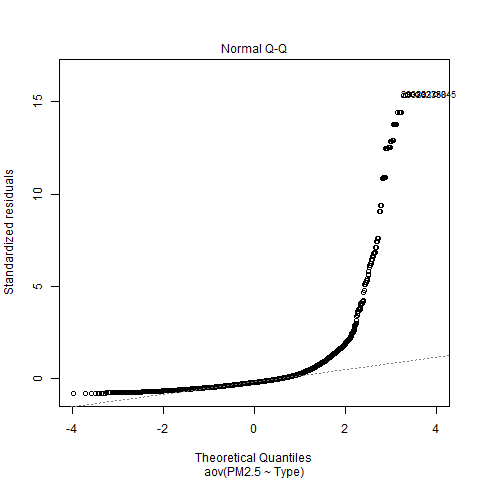 Normal Q-Q
Standardized residuals
15
10
5
0
-4 -2 0 2 4
Theoretical Quantiles
aov(PM2.5 ~ Type)